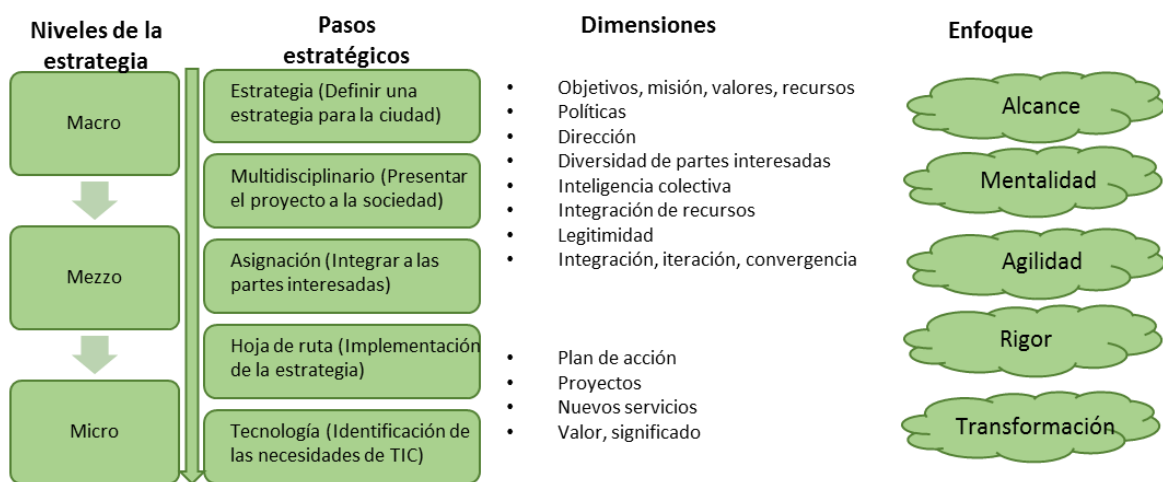 Niveles de la
estrategia
Pasos
estratégicos
Dimensiones
Enfoque
Macro
Mezzo
Micro
Estrategia (Definir una
estrategia para la ciudad)
Multidisciplinario (Presentar
el proyecto a la sociedad)
Asignación (Integrar a las
partes interesadas)
Hoja de ruta (Implementación
de la estrategia)
Tecnología (Identificación de
las necesidades de TIC)
• Objetivos, misión, valores, recursos
• Políticas
• Dirección
• Diversidad de partes interesadas
• Inteligencia colectiva
• Integración de recursos
• Legitimidad
• Integración, iteración, convergencia
• Plan de acción
• Proyectos
• Nuevos servicios
• Valor, significado
Alcance
Mentalidad
Agilidad
Rigor
Transformación